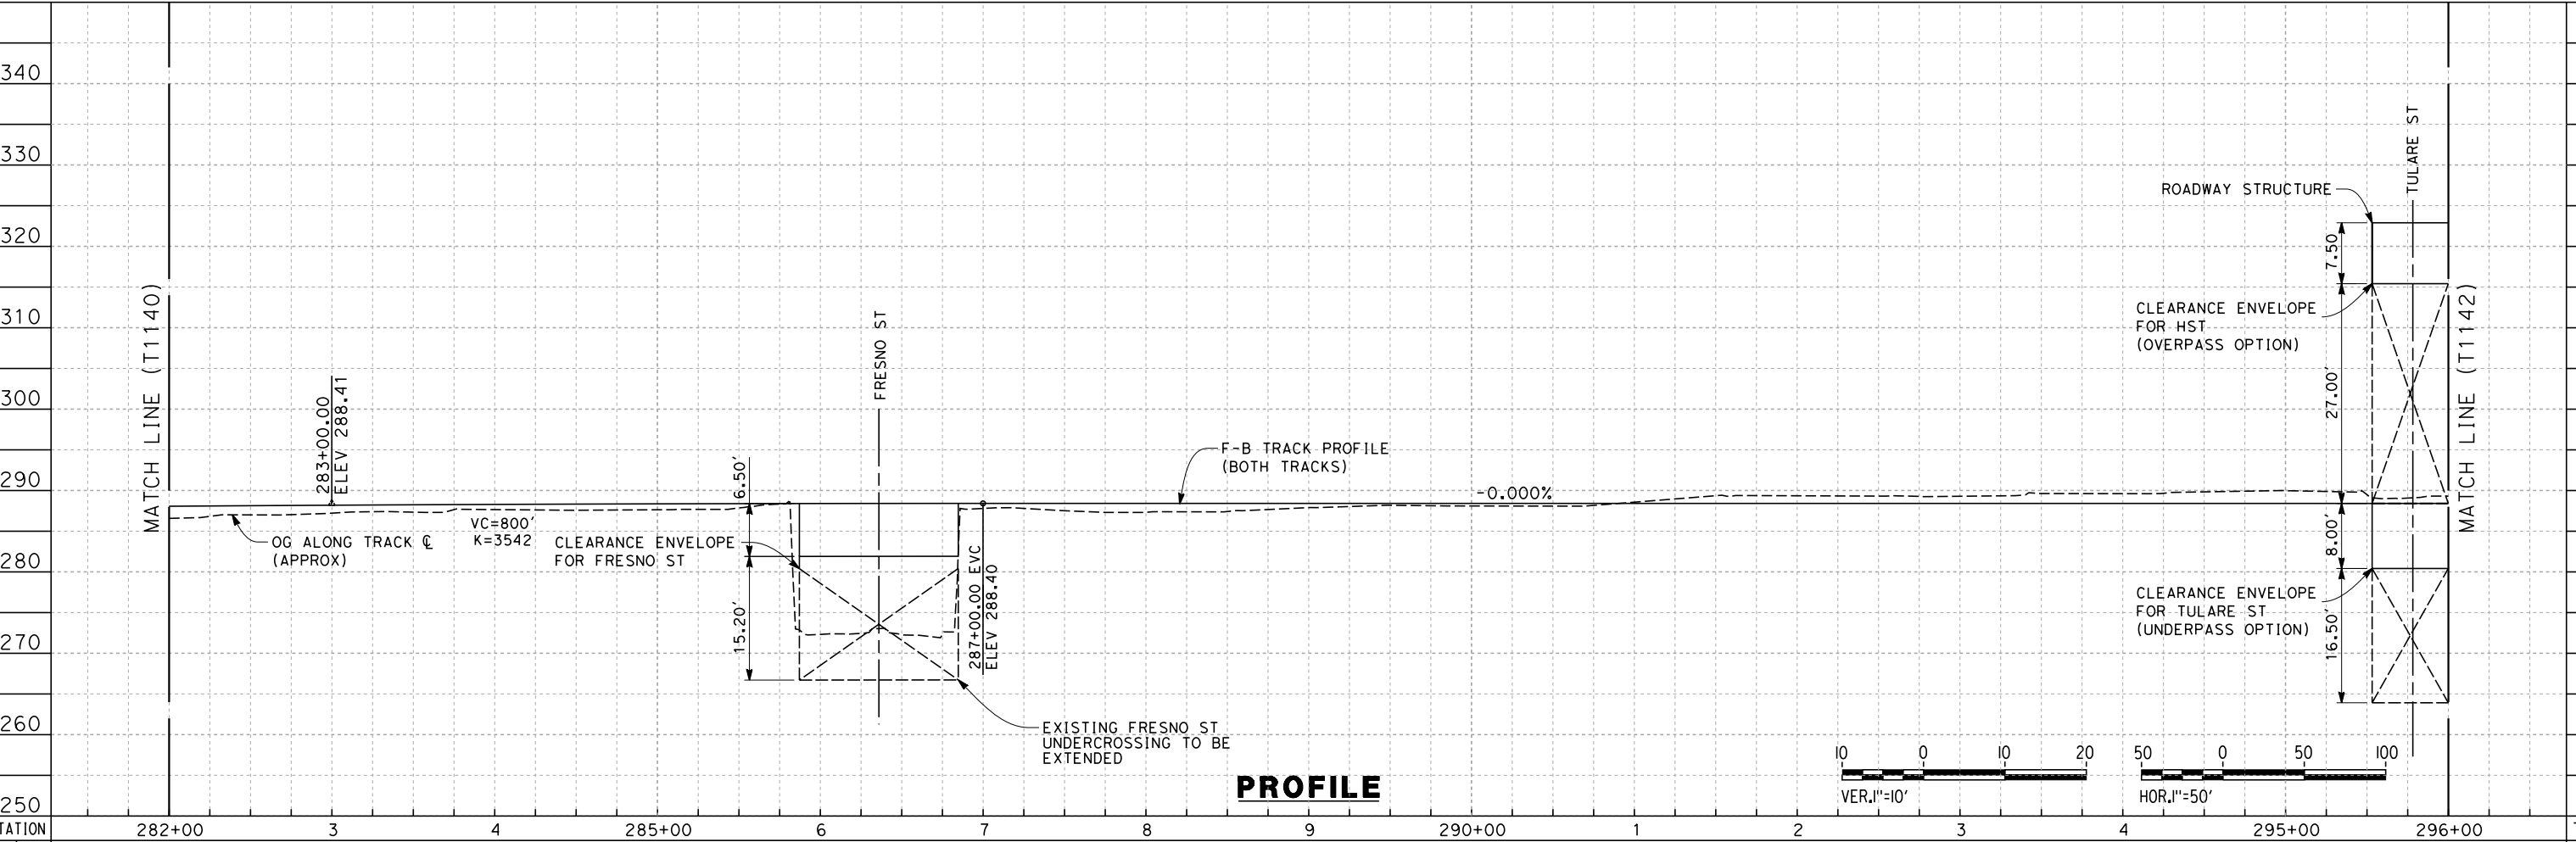 340
330
320
310
300
290
280
270
260
250
MATCH LINE (T1140)
283+00.00
ELEV 288.41
OG ALONG TRACK ℄
(APPROX)
VC=800'
K=3542
CLEARANCE ENVELOPE
FOR FRESNO ST
6.50'
15.20'
FRESNO ST
287+00.00 EVC
ELEV 288.40
EXISTING FRESNO ST
UNDERCROSSING TO BE
EXTENDED
F-B TRACK PROFILE
(BOTH TRACKS)
-0.000%
TULARE ST
ROADWAY STRUCTURE
7.50
CLEARANCE ENVELOPE
FOR HST
(OVERPASS OPTION)
27.00'
8.00'
CLEARANCE ENVELOPE
FOR TULARE ST
(UNDERPASS OPTION)
16.50'
MATCH LINE (T1142)
PROFILE
10 0 10 20
VER.1"=10'
50 0 50 100
HOR.1"=50'
TATION 282+00 3 4 285+00 6 7 8 9 290+00 1 2 3 4 295+00 296+00